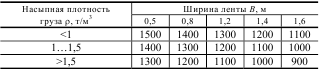 Насыпная плотность груза ρ, т/м³ | Ширина ленты B, м
0,5 | 0,8 | 1,2 | 1,4 | 1,6
<1 | 1500 | 1400 | 1300 | 1200 | 1100
1…1,5 | 1400 | 1300 | 1200 | 1100 | 1000
>1,5 | 1300 | 1200 | 1100 | 1000 | 900